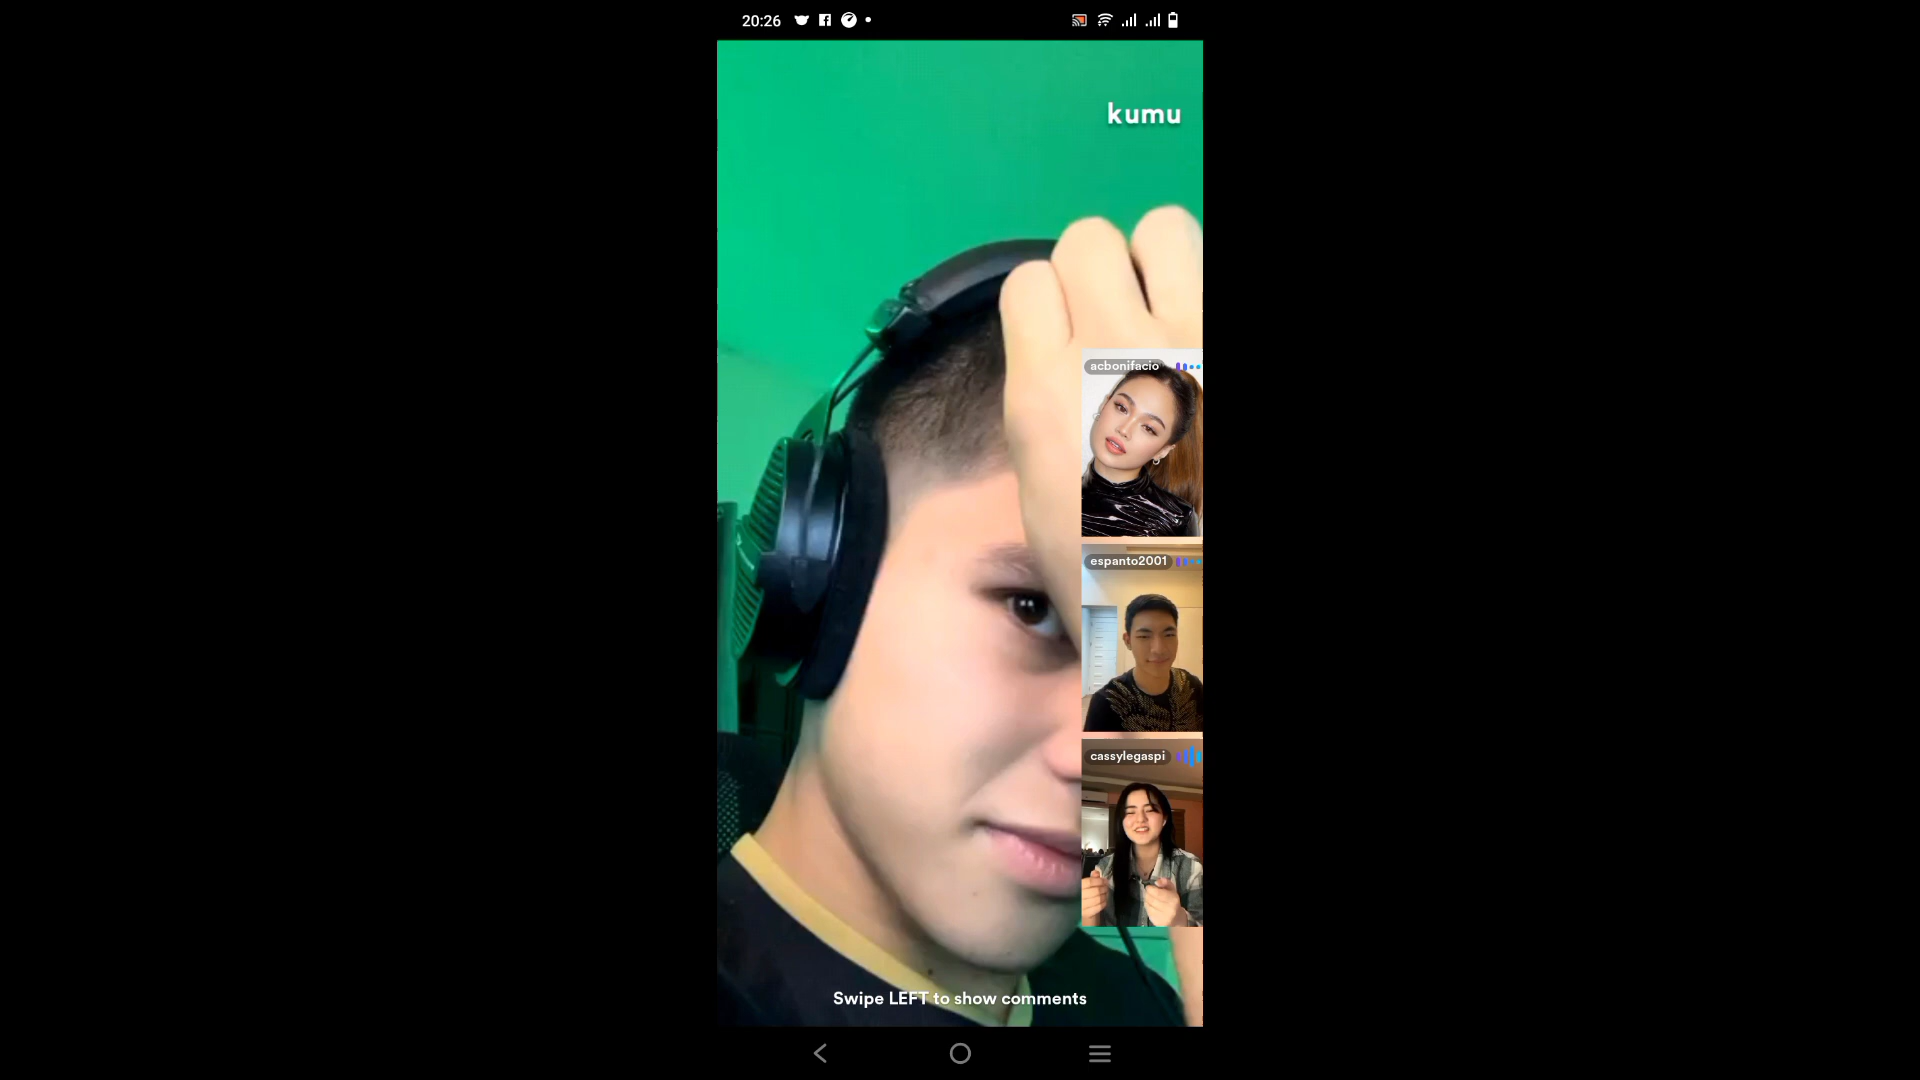 20:26
kumu
acbonifacio
espanto2001
cassylegaspi
Swipe LEFT to show comments